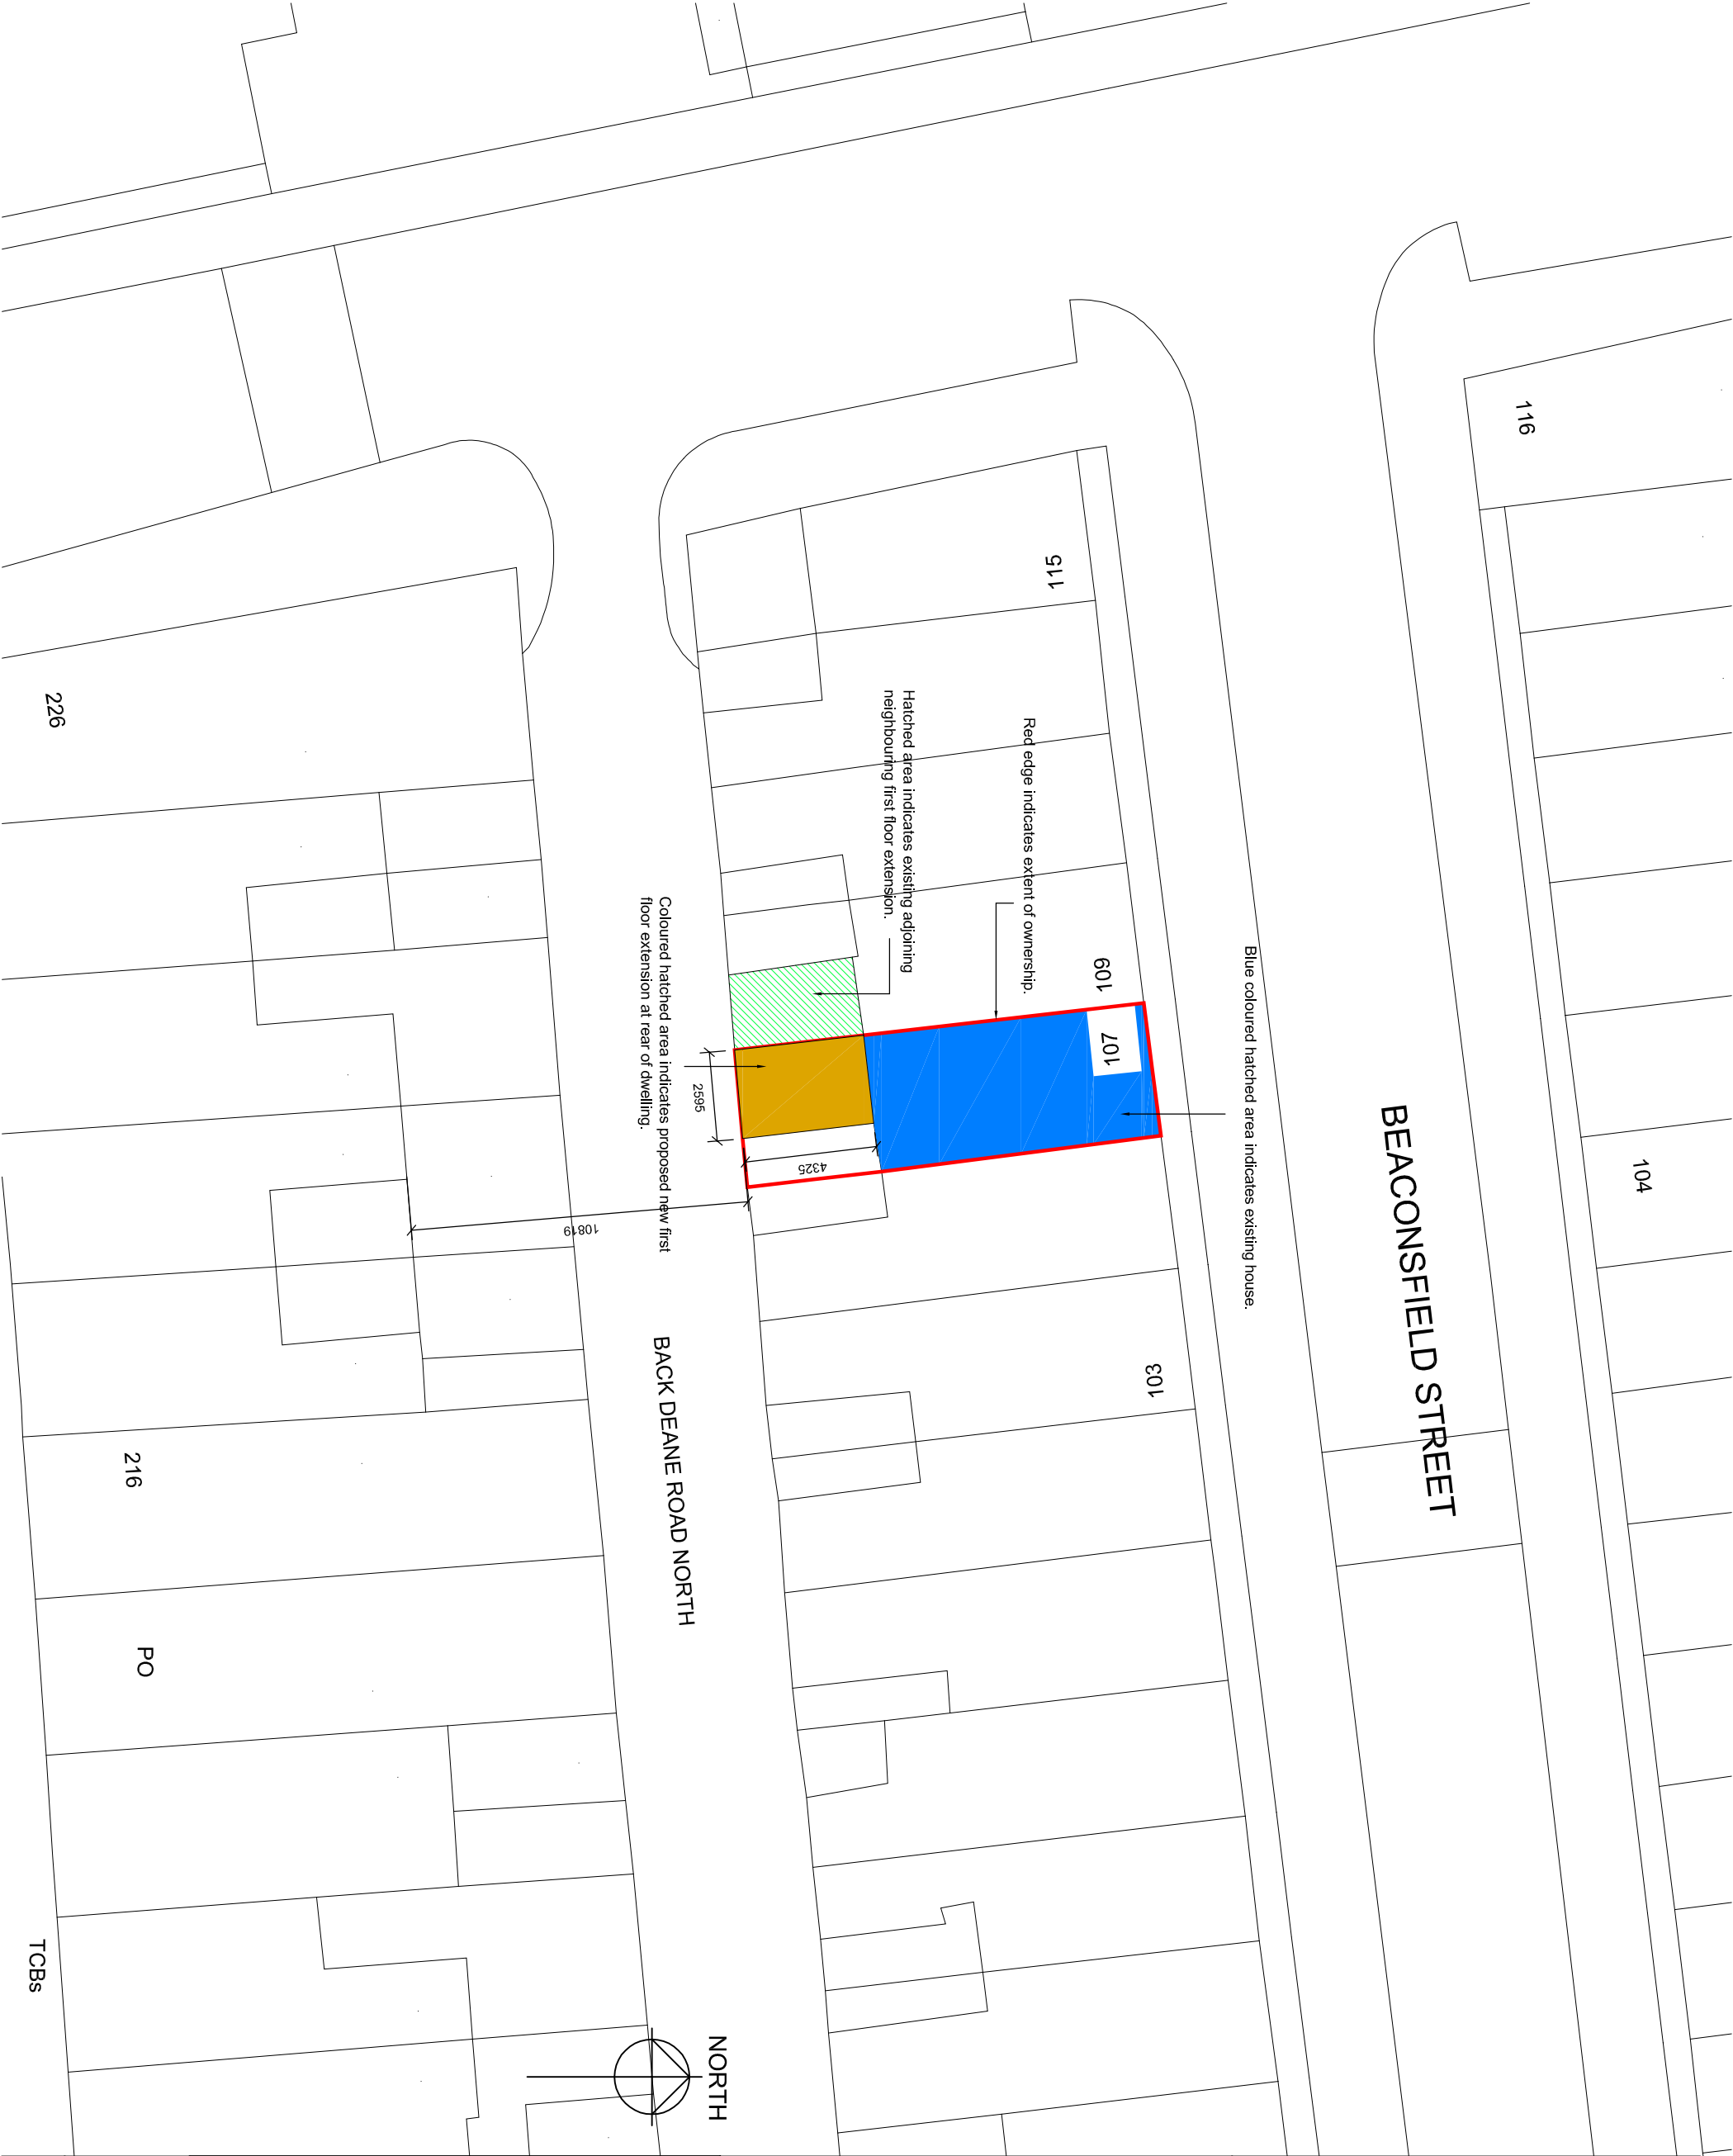 BEACONSFIELD STREET
116
104
Blue coloured hatched area indicates existing house.
115
109
107
103
Red edge indicates extent of ownership.
Hatched area indicates existing adjoining
neighbouring first floor extension.
4325
2595
Coloured hatched area indicates proposed new first
floor extension at rear of dwelling.
10819
BACK DEANE ROAD NORTH
226
216
PO
TCBs
NORTH